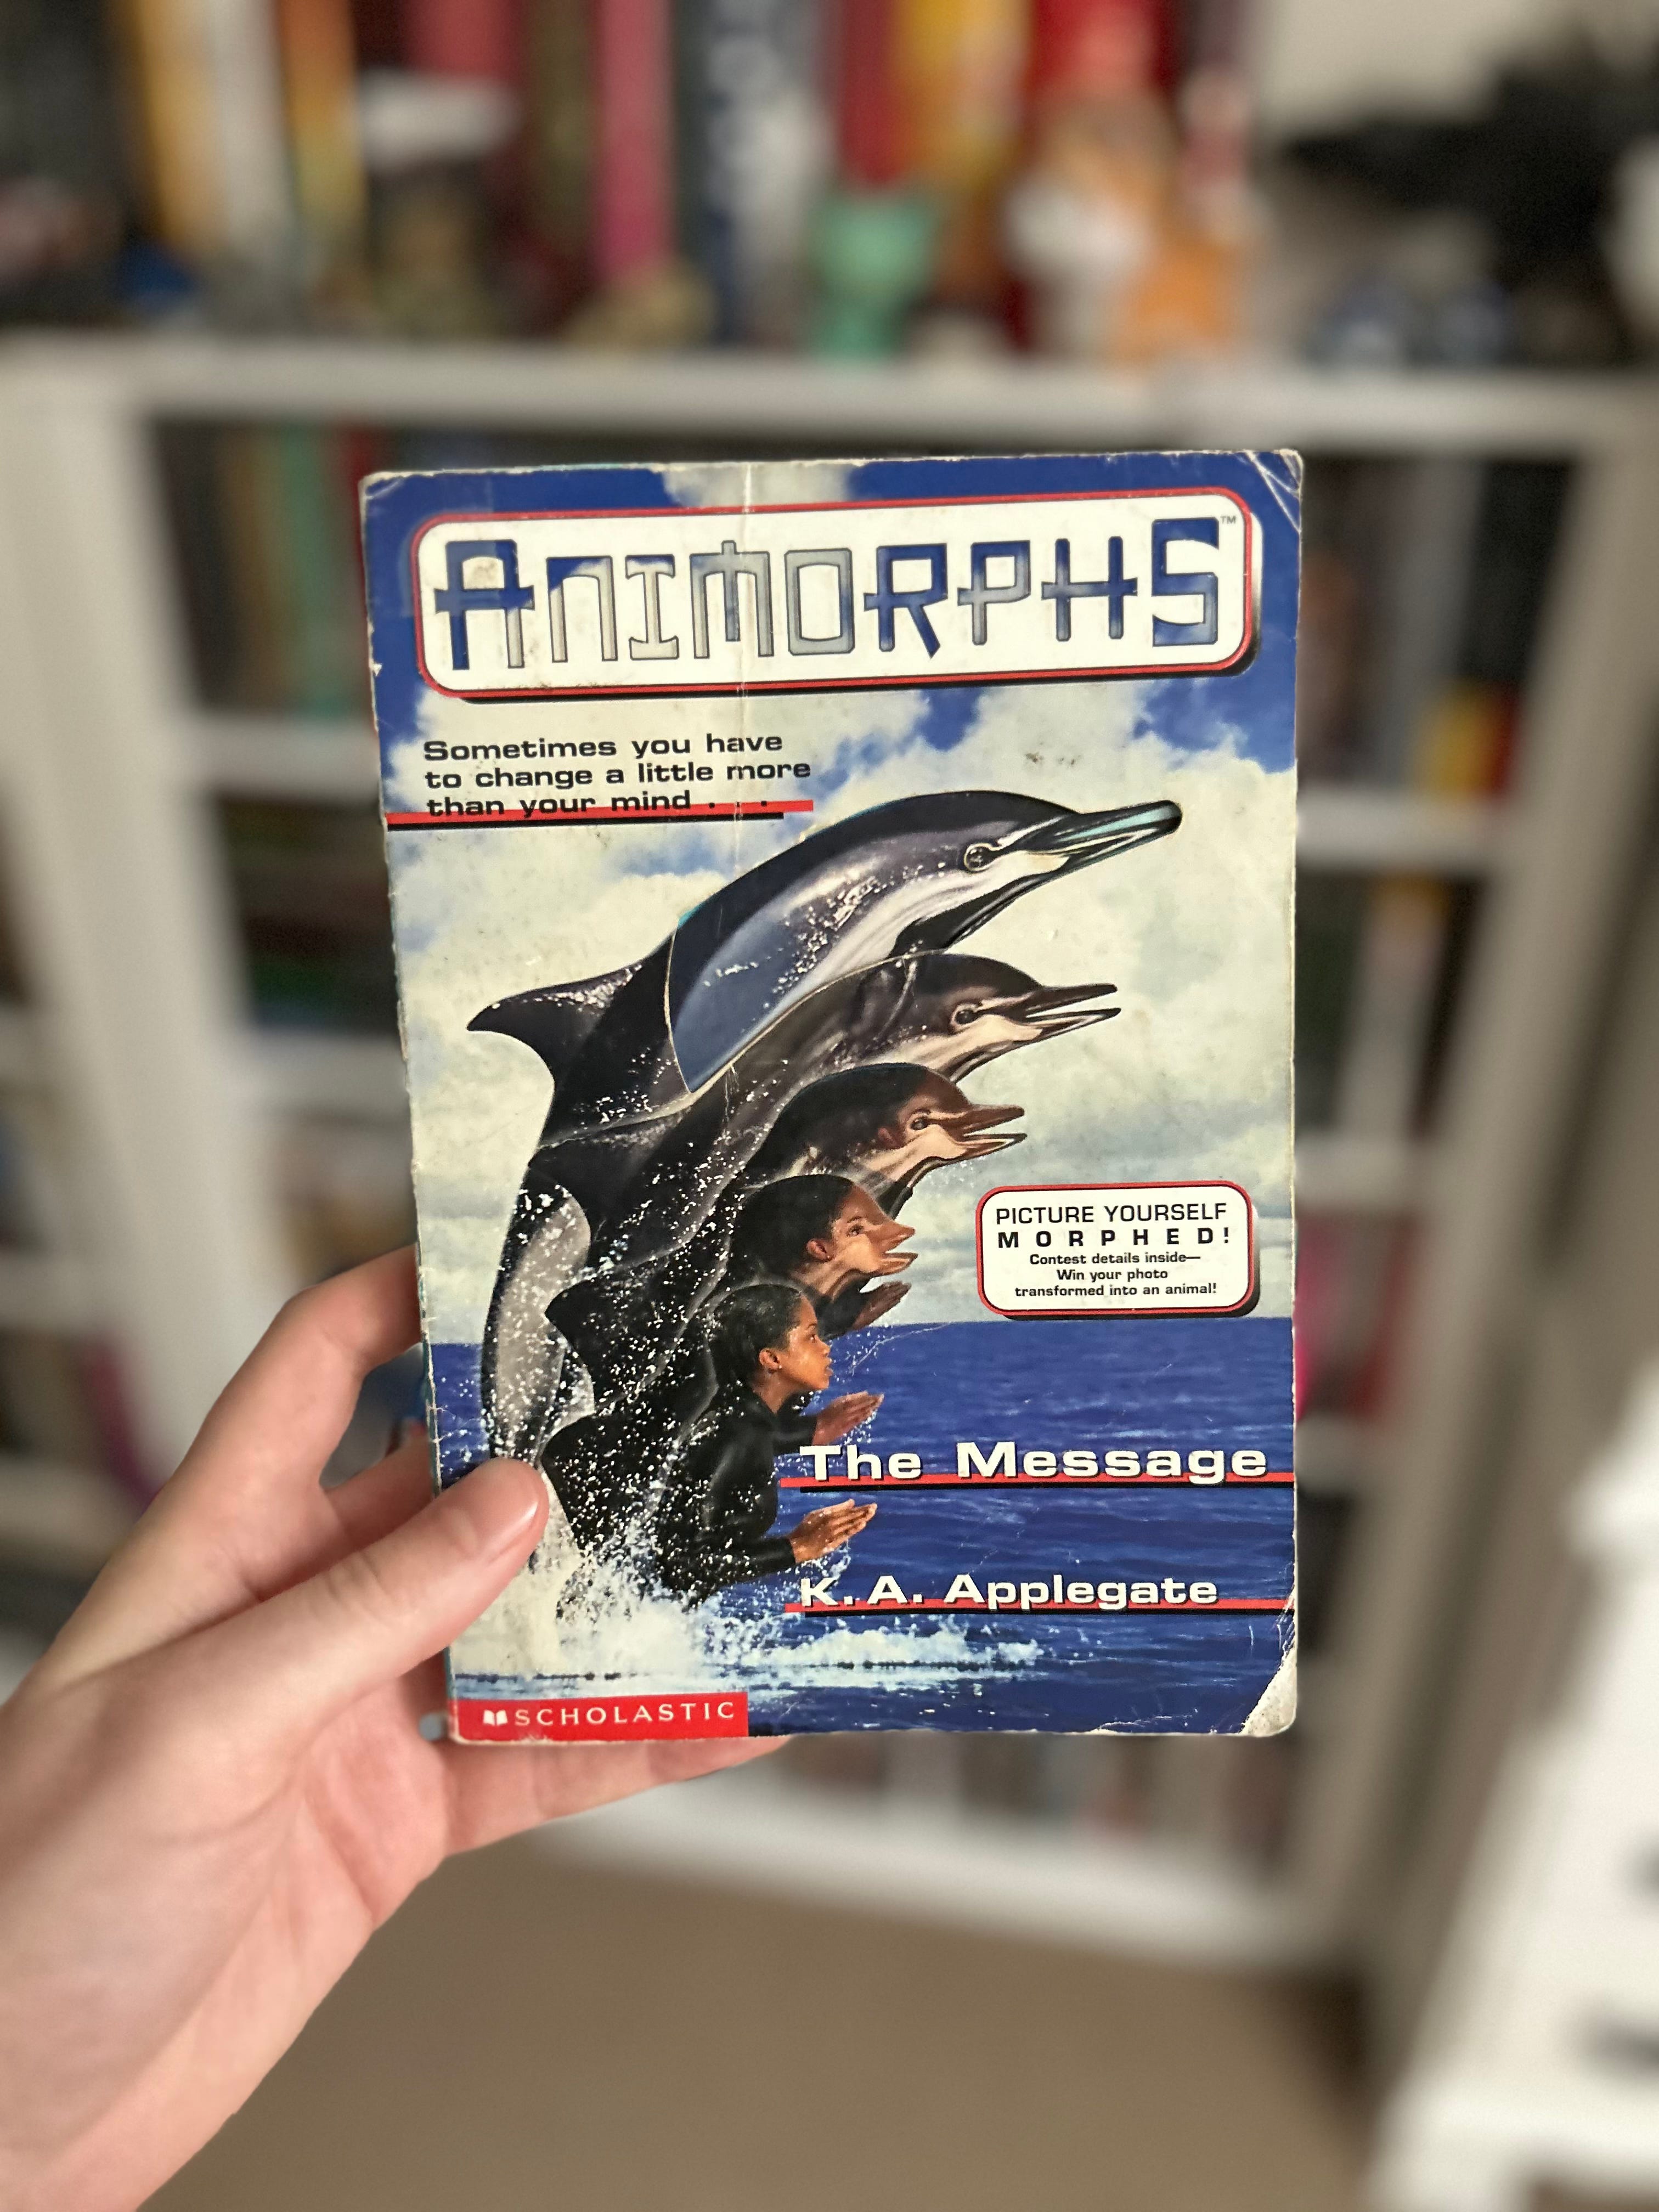 ANIMORPHS™
Sometimes you have
to change a little more
than your mind . . .
PICTURE YOURSELF
MORPHED!
Contest details inside—
Win your photo
transformed into an animal!
The Message
K. A. Applegate
SCHOLASTIC